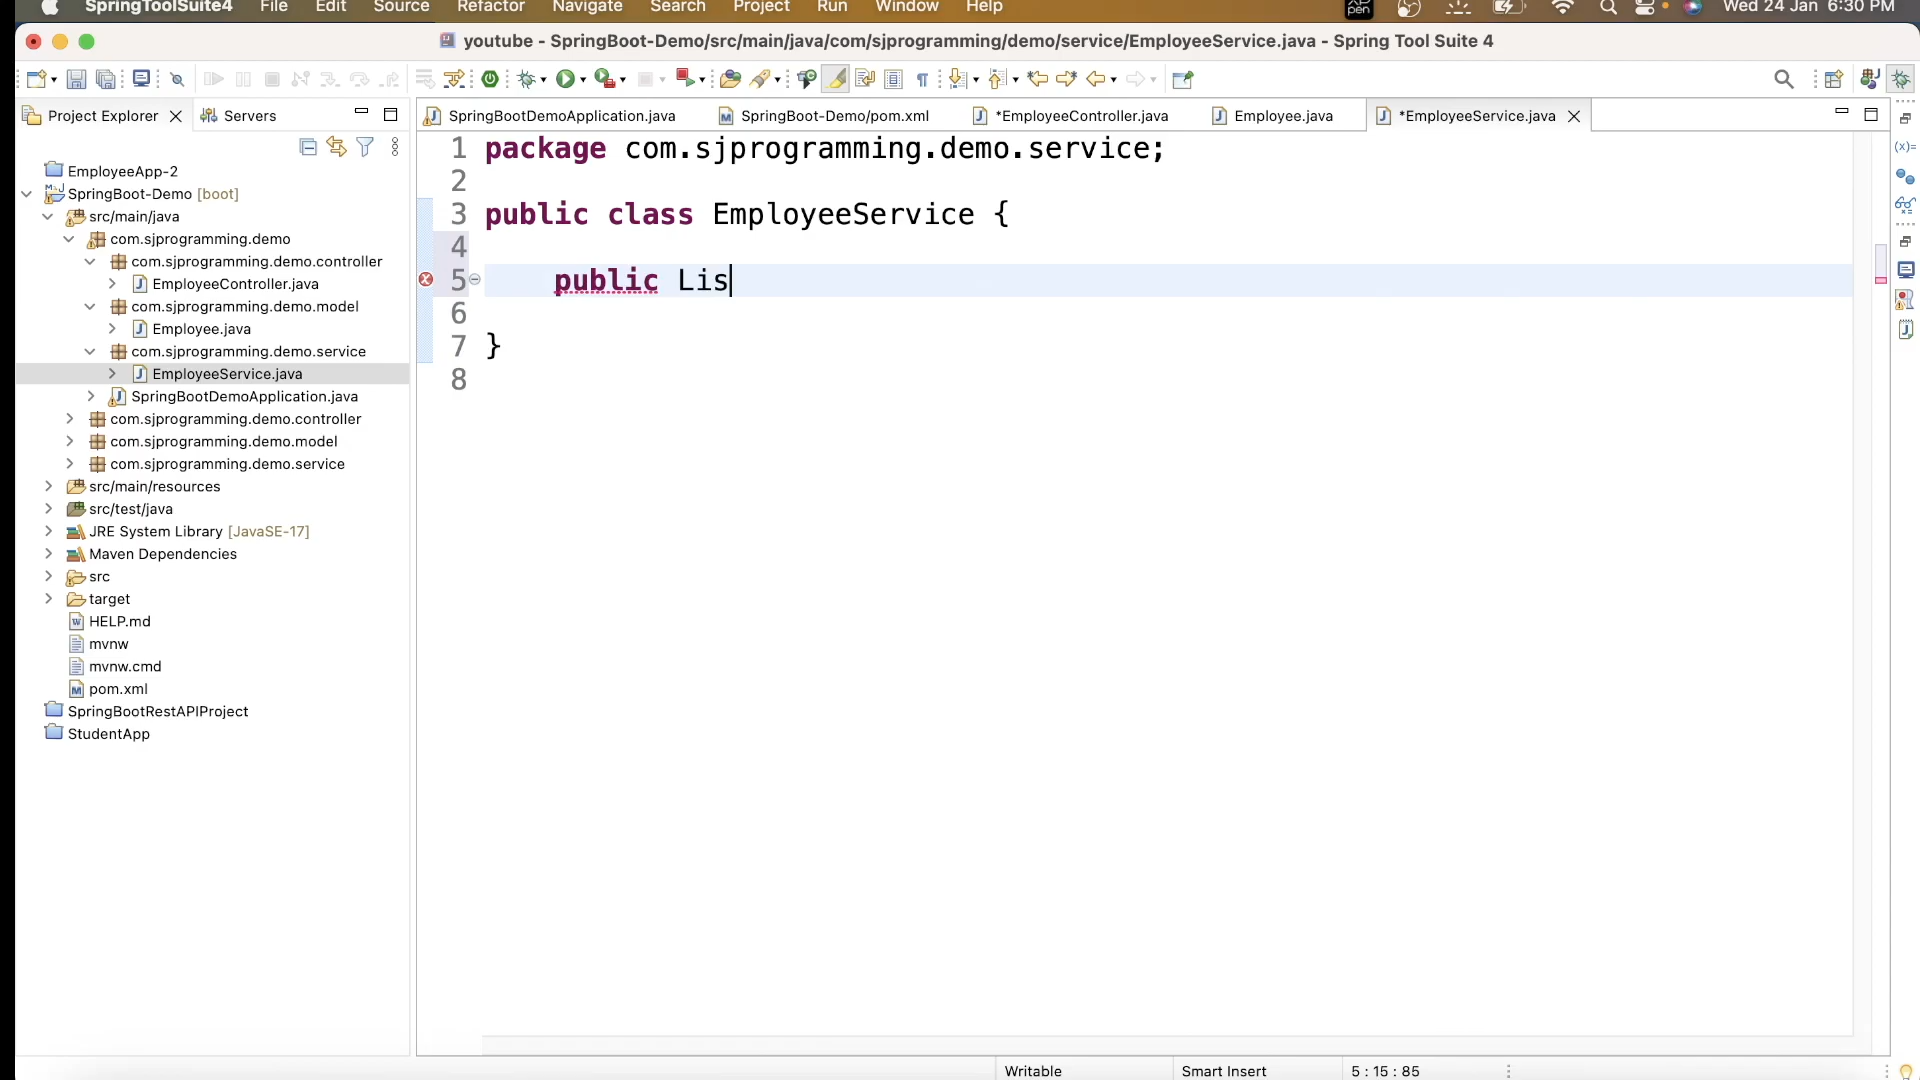 SpringToolSuite4 File Edit Source Refactor Navigate Search Project Run Window Help pen Wed 24 Jan 6:30 PM
youtube - SpringBoot-Demo/src/main/java/com/sjprogramming/demo/service/EmployeeService.java - Spring Tool Suite 4
Project Explorer Servers
SpringBootDemoApplication.java SpringBoot-Demo/pom.xml *EmployeeController.java Employee.java *EmployeeService.java
EmployeeApp-2
SpringBoot-Demo [boot]
src/main/java
com.sjprogramming.demo
com.sjprogramming.demo.controller
EmployeeController.java
com.sjprogramming.demo.model
Employee.java
com.sjprogramming.demo.service
EmployeeService.java
SpringBootDemoApplication.java
com.sjprogramming.demo.controller
com.sjprogramming.demo.model
com.sjprogramming.demo.service
src/main/resources
src/test/java
JRE System Library [JavaSE-17]
Maven Dependencies
src
target
HELP.md
mvnw
mvnw.cmd
pom.xml
SpringBootRestAPIProject
StudentApp
1 package com.sjprogramming.demo.service;
2
3 public class EmployeeService {
4
5 public Lis
6
7 }
8
(x)=
Writable Smart Insert 5 : 15 : 85